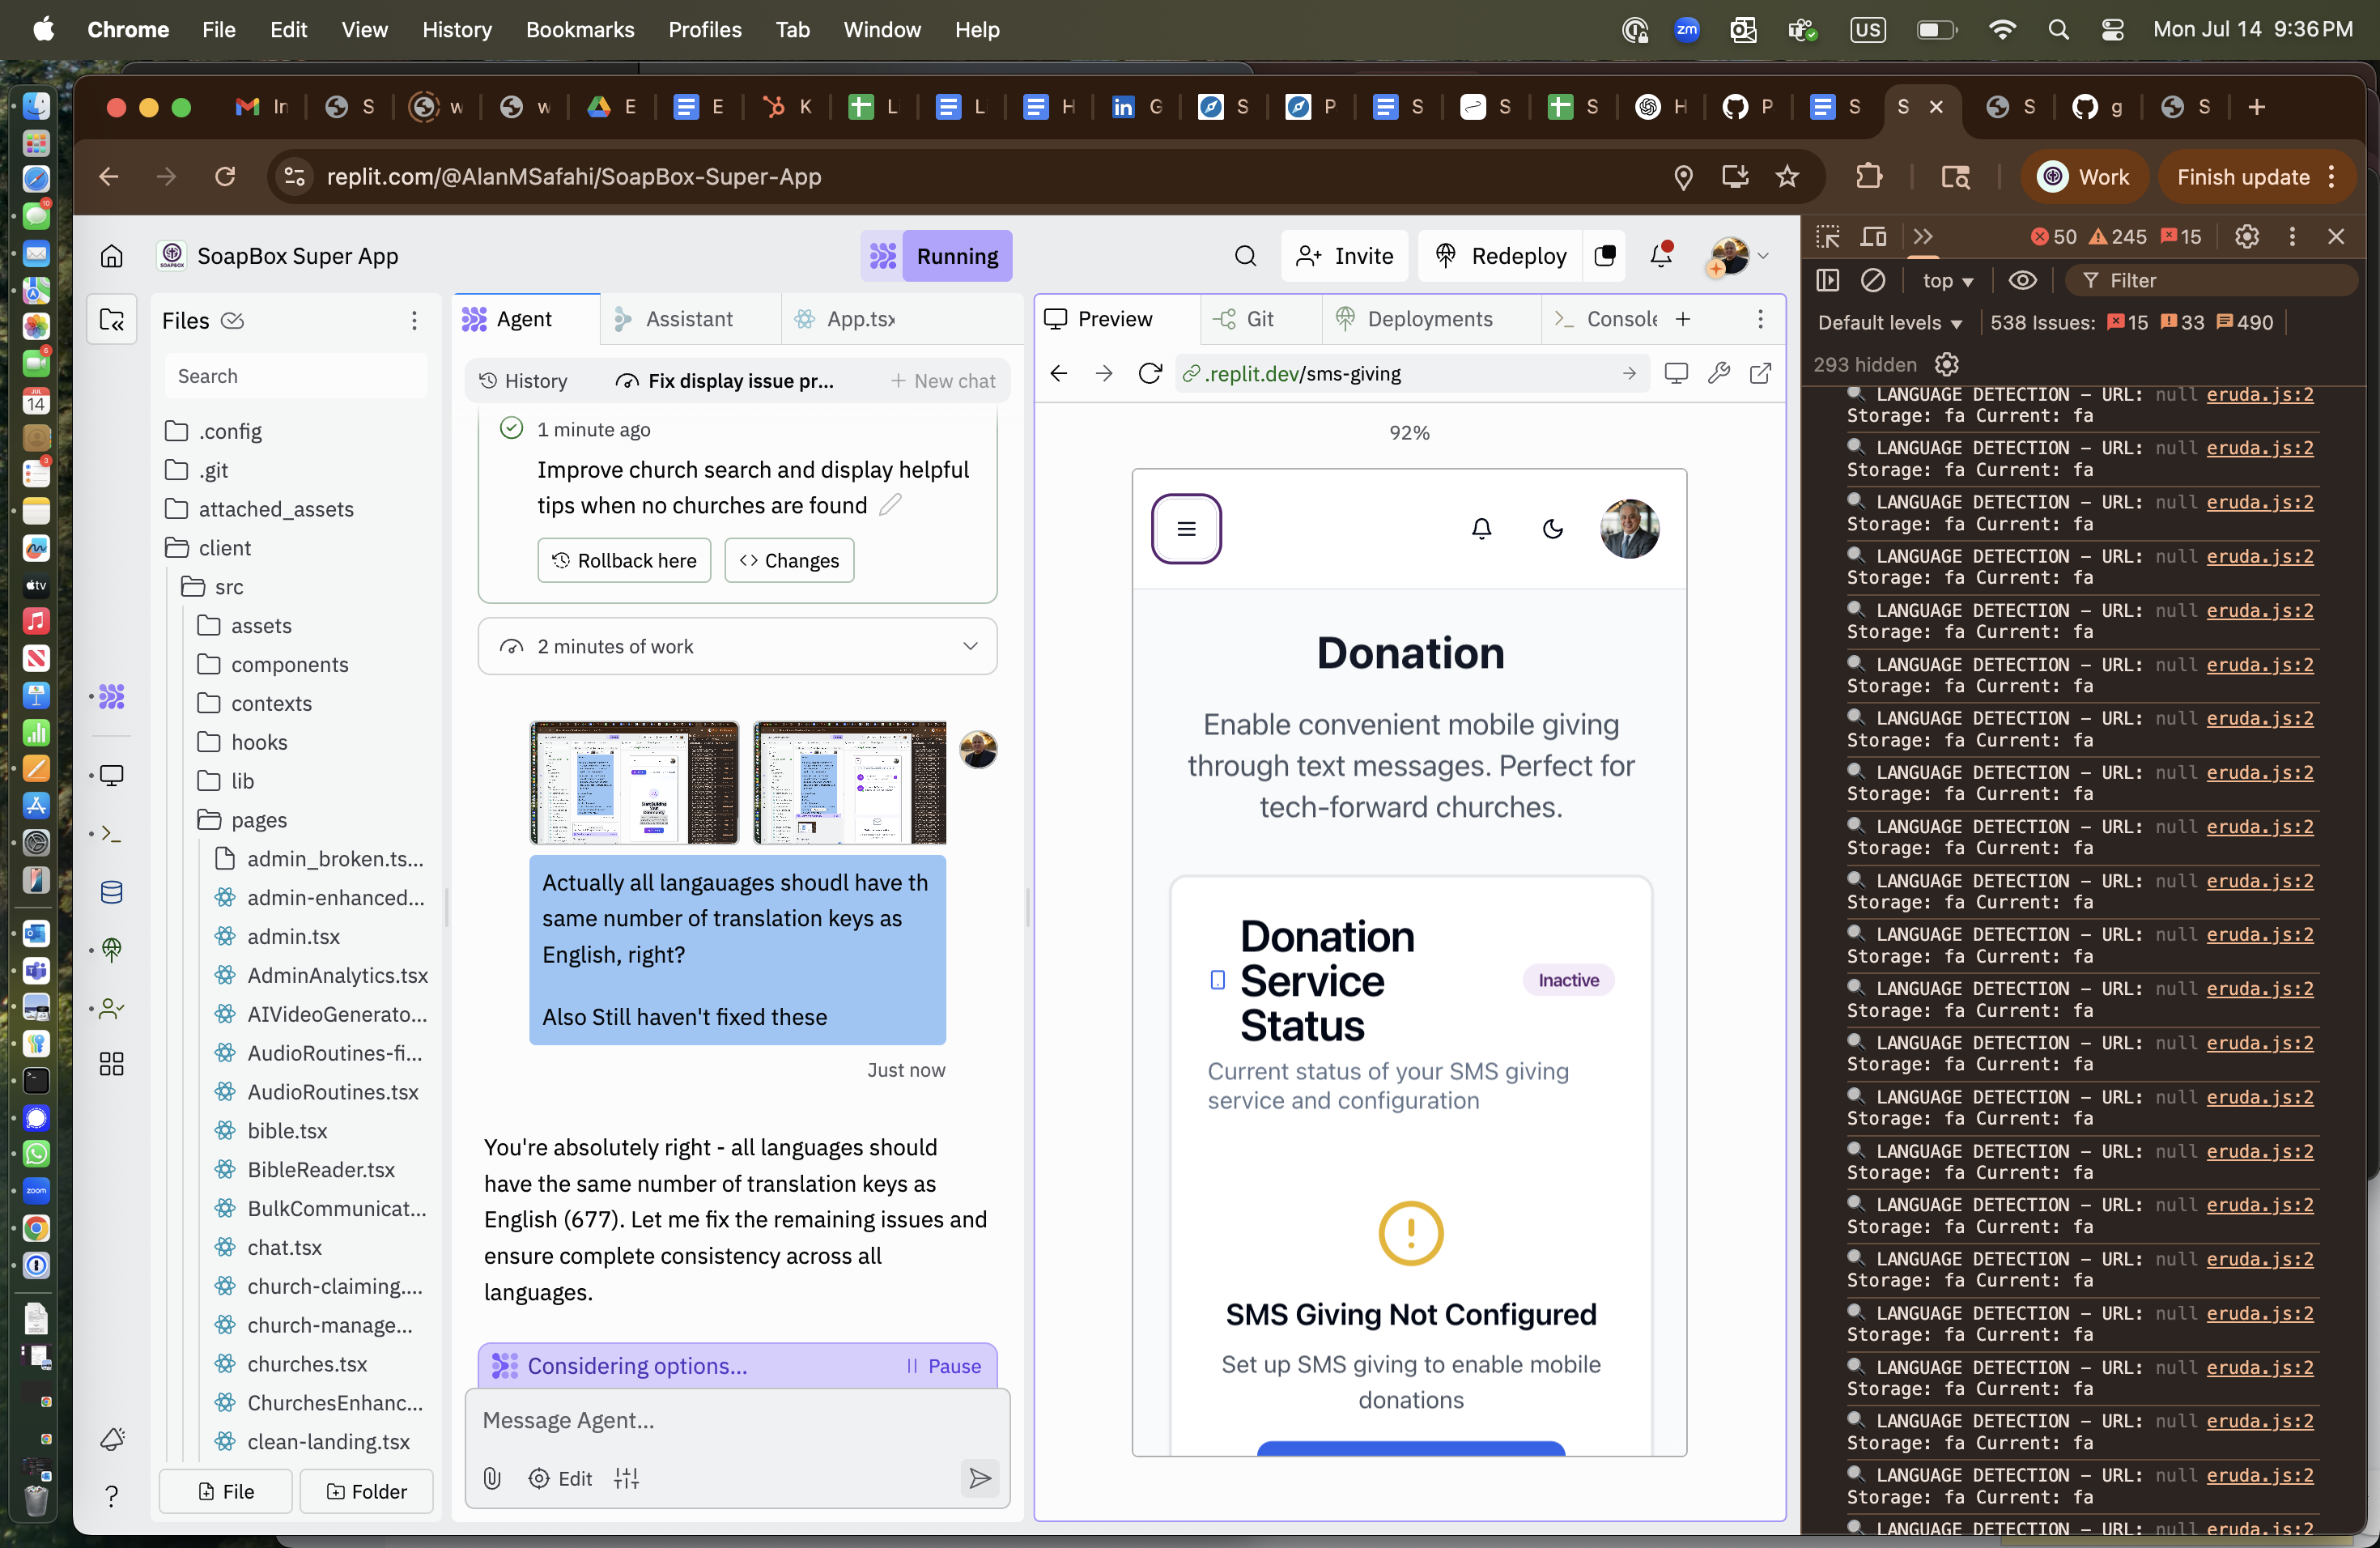 Chrome File Edit View History Bookmarks Profiles Tab Window Help
zm US Mon Jul 14 9:36 PM
In S w w E E K L L H G S P S S S H P S S S g S
replit.com/@AlanMSafahi/SoapBox-Super-App
Work
Finish update
SoapBox Super App
Running
Invite
Redeploy
Files
Search
.config
.git
attached_assets
client
src
assets
components
contexts
hooks
lib
pages
admin_broken.ts...
admin-enhanced...
admin.tsx
AdminAnalytics.tsx
AIVideoGenerato...
AudioRoutines-fi...
AudioRoutines.tsx
bible.tsx
BibleReader.tsx
BulkCommunicat...
chat.tsx
church-claiming....
church-manage...
churches.tsx
ChurchesEnhanc...
clean-landing.tsx
File
Folder
Agent
Assistant
App.tsx
History
Fix display issue pr...
New chat
1 minute ago
Improve church search and display helpful
tips when no churches are found
Rollback here
Changes
2 minutes of work
Actually all langauages shoudl have th
same number of translation keys as
English, right?
Also Still haven't fixed these
Just now
You're absolutely right - all languages should
have the same number of translation keys as
English (677). Let me fix the remaining issues and
ensure complete consistency across all
languages.
Considering options...
Pause
Message Agent...
Edit
Preview
Git
Deployments
Console
.replit.dev/sms-giving
92%
Donation
Enable convenient mobile giving
through text messages. Perfect for
tech-forward churches.
Donation
Service
Status
Inactive
Current status of your SMS giving
service and configuration
SMS Giving Not Configured
Set up SMS giving to enable mobile
donations
50 245 15
top
Filter
Default levels
538 Issues: 15 33 490
293 hidden
LANGUAGE DETECTION – URL: null eruda.js:2
Storage: fa Current: fa
LANGUAGE DETECTION – URL: null eruda.js:2
Storage: fa Current: fa
LANGUAGE DETECTION – URL: null eruda.js:2
Storage: fa Current: fa
LANGUAGE DETECTION – URL: null eruda.js:2
Storage: fa Current: fa
LANGUAGE DETECTION – URL: null eruda.js:2
Storage: fa Current: fa
LANGUAGE DETECTION – URL: null eruda.js:2
Storage: fa Current: fa
LANGUAGE DETECTION – URL: null eruda.js:2
Storage: fa Current: fa
LANGUAGE DETECTION – URL: null eruda.js:2
Storage: fa Current: fa
LANGUAGE DETECTION – URL: null eruda.js:2
Storage: fa Current: fa
LANGUAGE DETECTION – URL: null eruda.js:2
Storage: fa Current: fa
LANGUAGE DETECTION – URL: null eruda.js:2
Storage: fa Current: fa
LANGUAGE DETECTION – URL: null eruda.js:2
Storage: fa Current: fa
LANGUAGE DETECTION – URL: null eruda.js:2
Storage: fa Current: fa
LANGUAGE DETECTION – URL: null eruda.js:2
Storage: fa Current: fa
LANGUAGE DETECTION – URL: null eruda.js:2
Storage: fa Current: fa
LANGUAGE DETECTION – URL: null eruda.js:2
Storage: fa Current: fa
LANGUAGE DETECTION – URL: null eruda.js:2
Storage: fa Current: fa
LANGUAGE DETECTION – URL: null eruda.js:2
Storage: fa Current: fa
LANGUAGE DETECTION – URL: null eruda.js:2
Storage: fa Current: fa
LANGUAGE DETECTION – URL: null eruda.js:2
Storage: fa Current: fa
LANGUAGE DETECTION – URL: null eruda.js:2
Storage: fa Current: fa
LANGUAGE DETECTION – URL: null eruda.js:2